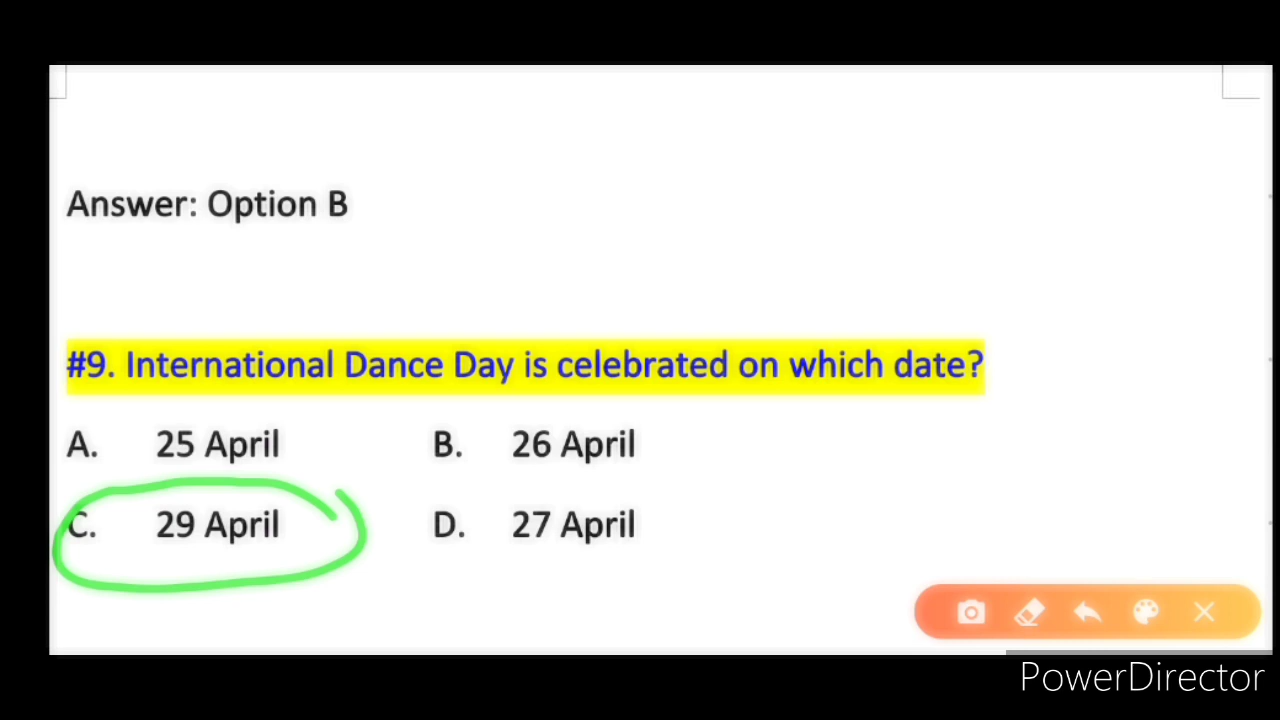 Answer: Option B
#9. International Dance Day is celebrated on which date?
A. 25 April B. 26 April
C. 29 April D. 27 April
PowerDirector